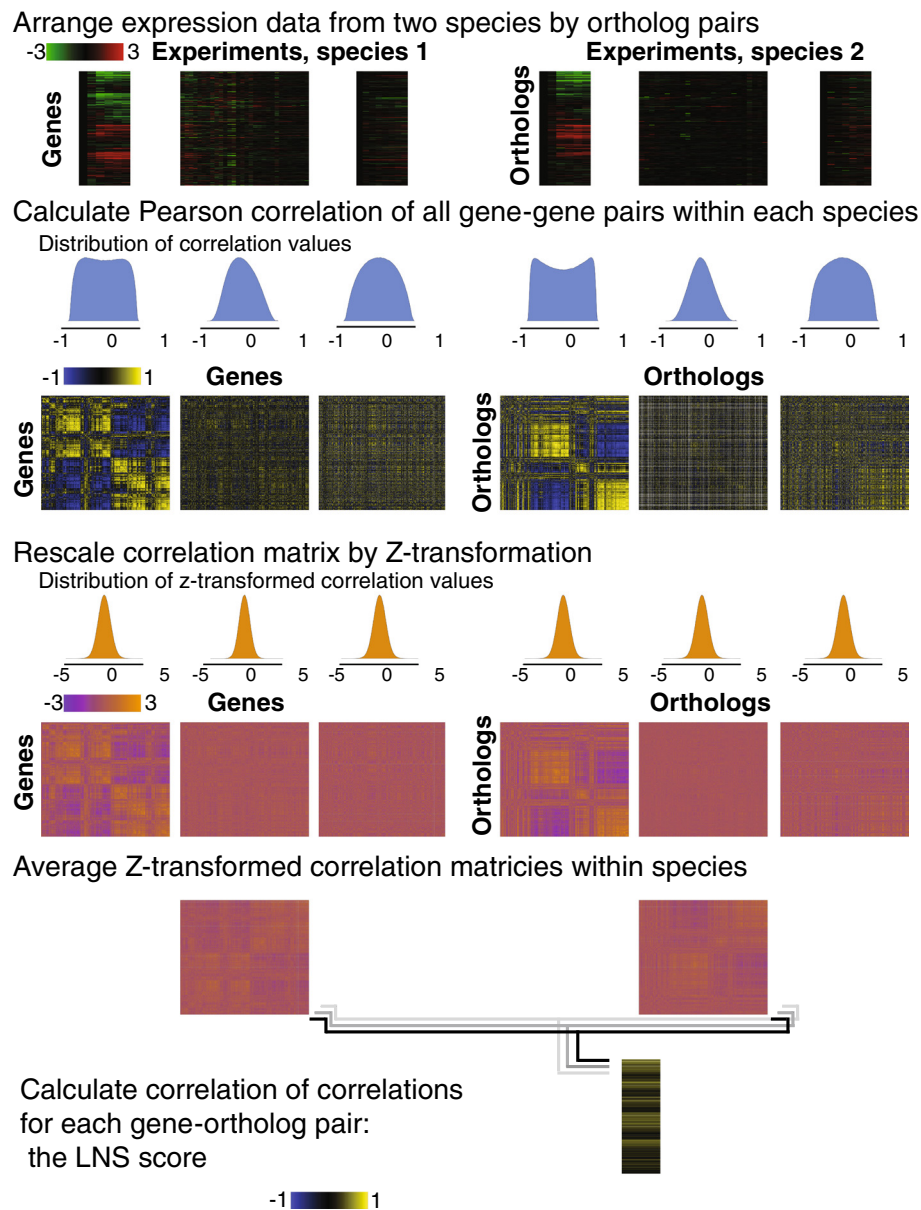 Arrange expression data from two species by ortholog pairs
-3 3 Experiments, species 1 Experiments, species 2
Genes Orthologs
Calculate Pearson correlation of all gene-gene pairs within each species
Distribution of correlation values
-1 0 1 -1 0 1 -1 0 1 -1 0 1 -1 0 1 -1 0 1
-1 1 Genes Orthologs
Genes Orthologs
Rescale correlation matrix by Z-transformation
Distribution of z-transformed correlation values
-5 0 5 -5 0 5 -5 0 5 -5 0 5 -5 0 5 -5 0 5
-3 3 Genes Orthologs
Genes Orthologs
Average Z-transformed correlation matricies within species
Calculate correlation of correlations
for each gene-ortholog pair:
the LNS score
-1 1